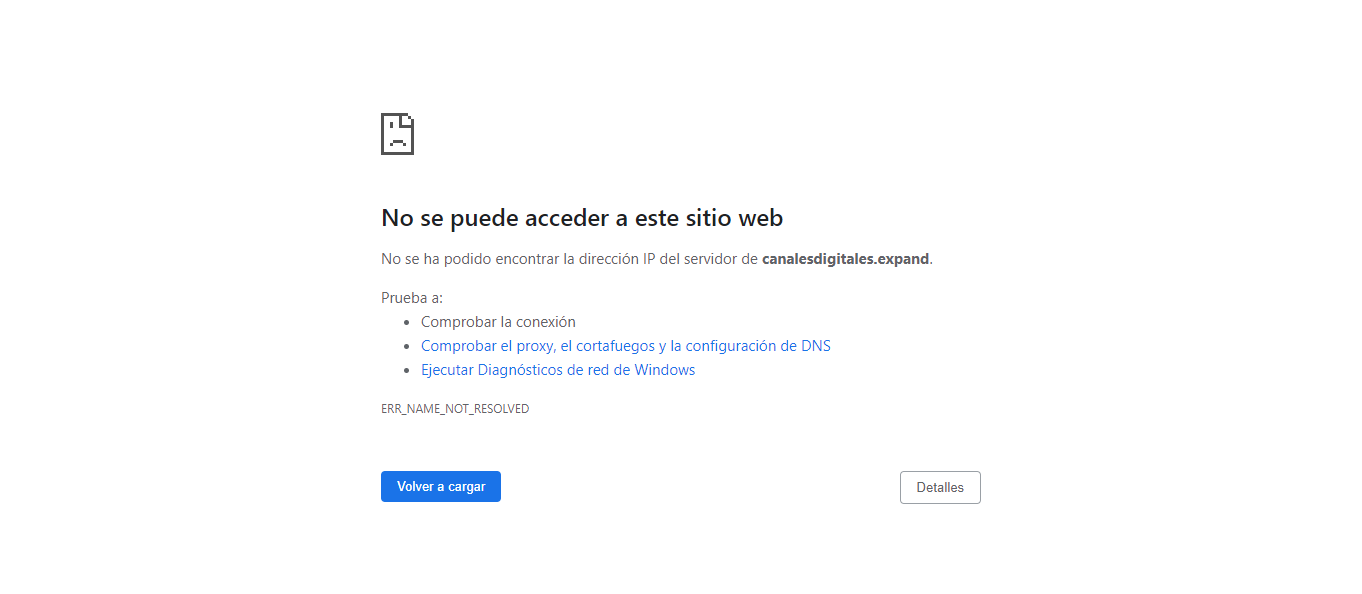 No se puede acceder a este sitio web
No se ha podido encontrar la dirección IP del servidor de canalesdigitales.expand.
Prueba a:
Comprobar la conexión
Comprobar el proxy, el cortafuegos y la configuración de DNS
Ejecutar Diagnósticos de red de Windows
ERR_NAME_NOT_RESOLVED
Volver a cargar
Detalles